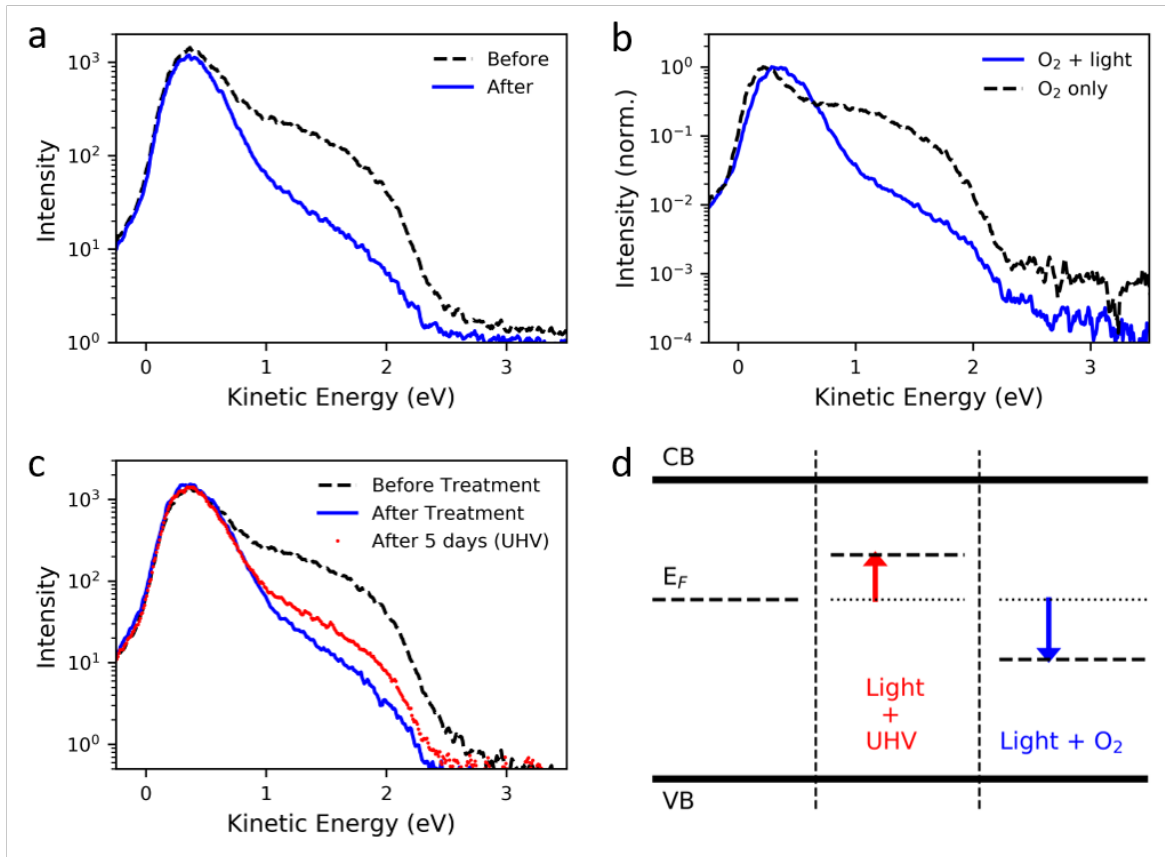 a
Before
After
10³
10²
10¹
10⁰
Intensity
0 1 2 3
Kinetic Energy (eV)
b
O₂ + light
O₂ only
10⁰
10⁻¹
10⁻²
10⁻³
10⁻⁴
Intensity (norm.)
0 1 2 3
Kinetic Energy (eV)
c
Before Treatment
After Treatment
After 5 days (UHV)
10³
10²
10¹
10⁰
Intensity
0 1 2 3
Kinetic Energy (eV)
d
CB
E_F
Light
+
UHV
Light + O₂
VB